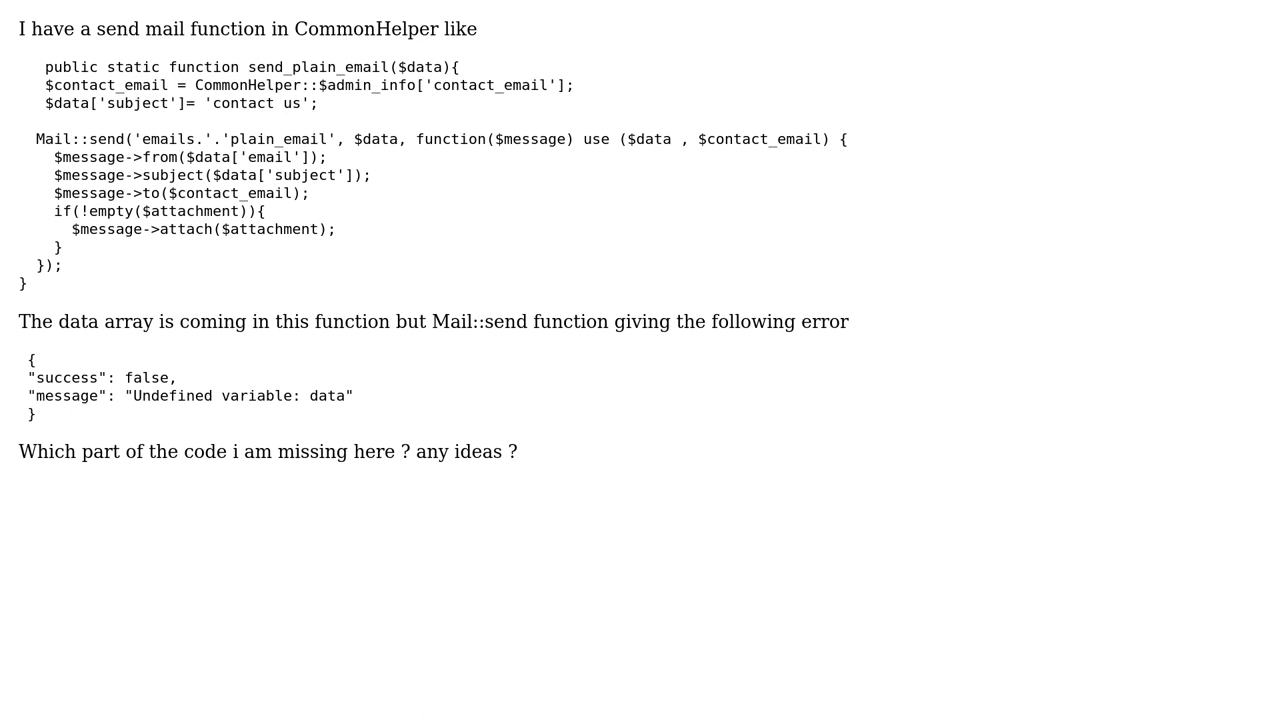 I have a send mail function in CommonHelper like
public static function send_plain_email($data){
$contact_email = CommonHelper::$admin_info['contact_email'];
$data['subject']= 'contact us';
Mail::send('emails.'.'plain_email', $data, function($message) use ($data , $contact_email) {
$message->from($data['email']);
$message->subject($data['subject']);
$message->to($contact_email);
if(!empty($attachment)){
$message->attach($attachment);
}
});
}
The data array is coming in this function but Mail::send function giving the following error
{
"success": false,
"message": "Undefined variable: data"
}
Which part of the code i am missing here ? any ideas ?